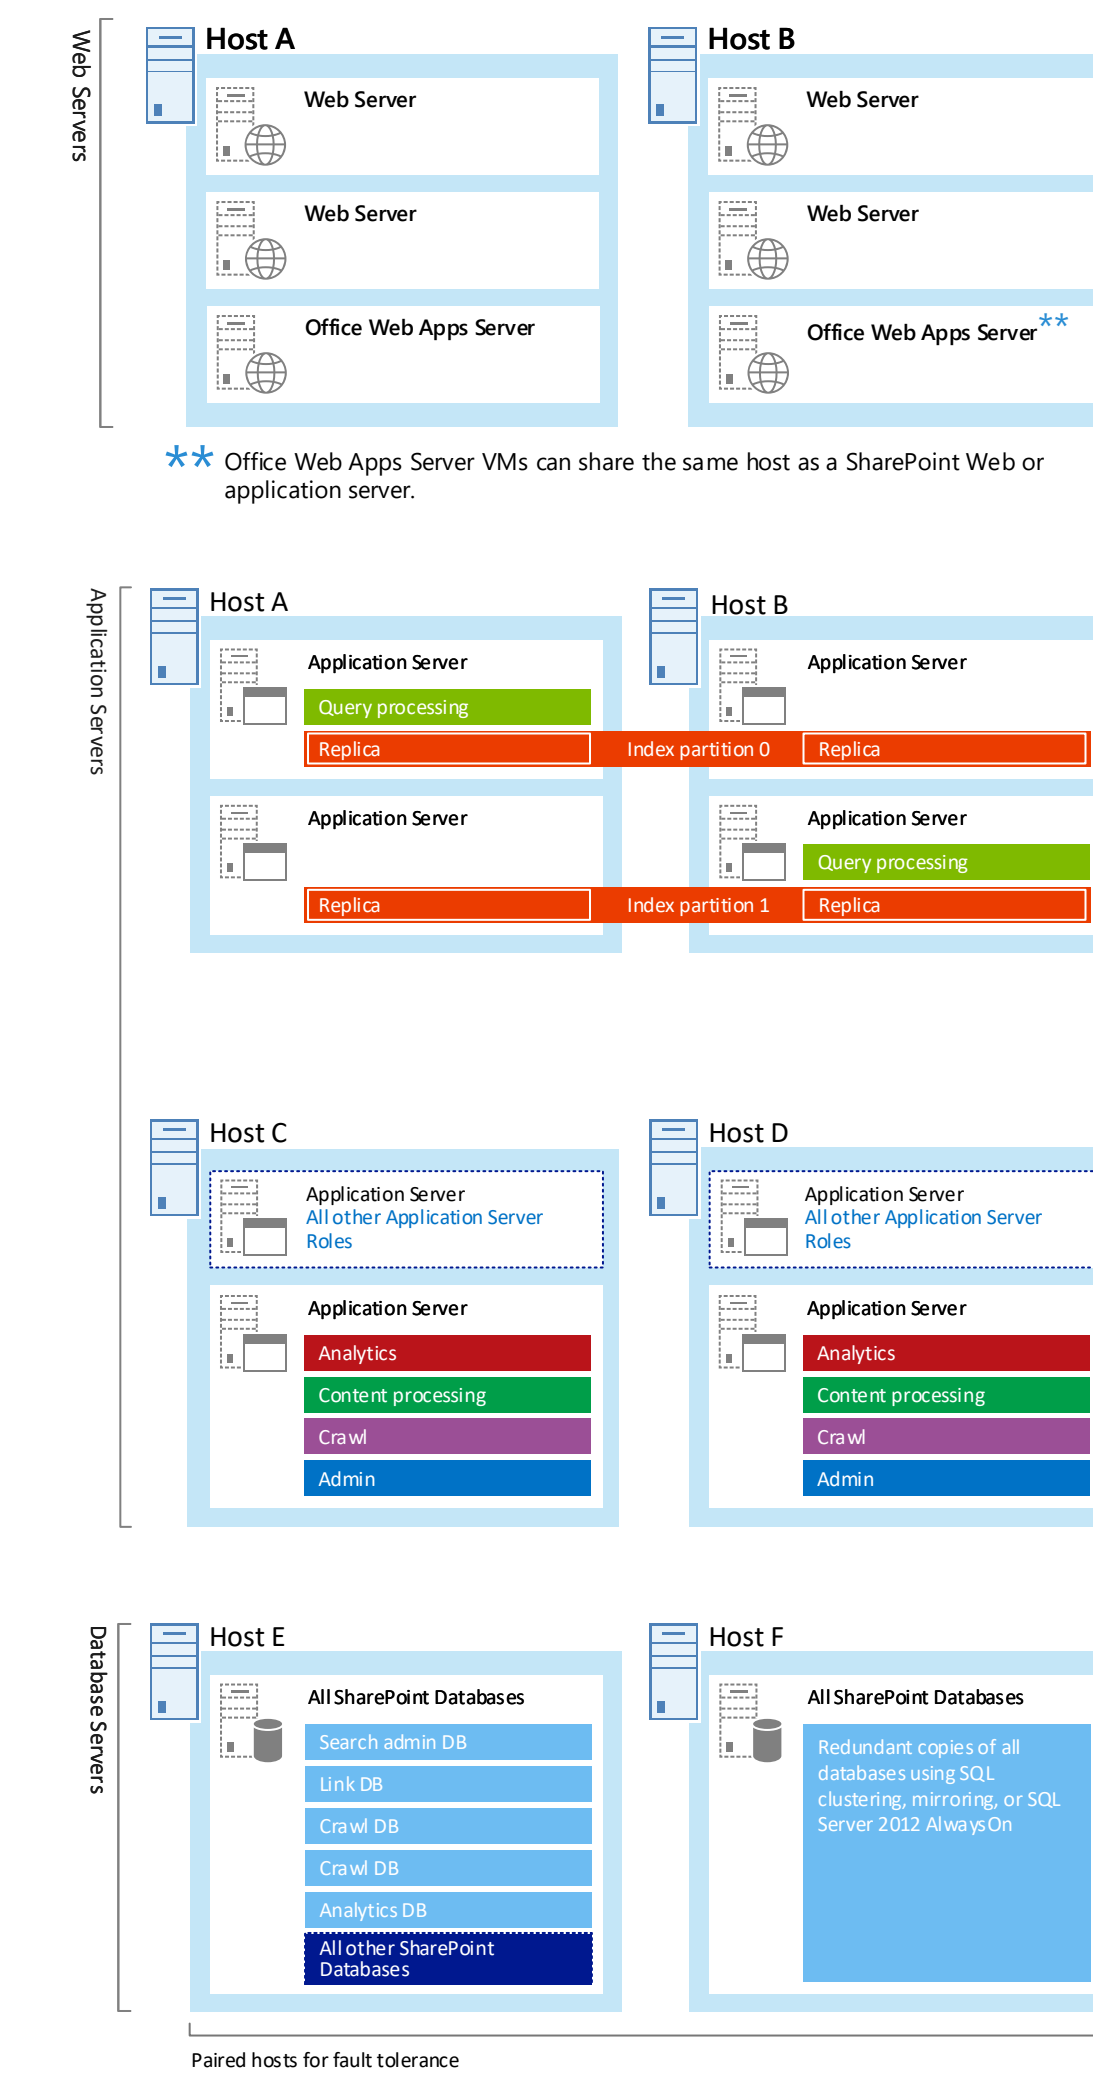 Web Servers
Host A
Web Server
Web Server
Office Web Apps Server
Host B
Web Server
Web Server
Office Web Apps Server**
** Office Web Apps Server VMs can share the same host as a SharePoint Web or
application server.
Application Servers
Host A
Application Server
Query processing
Replica
Index partition 0
Application Server
Replica
Index partition 1
Host B
Application Server
Replica
Application Server
Query processing
Replica
Host C
Application Server
All other Application Server
Roles
Application Server
Analytics
Content processing
Crawl
Admin
Host D
Application Server
All other Application Server
Roles
Application Server
Analytics
Content processing
Crawl
Admin
Database Servers
Host E
All SharePoint Databases
Search admin DB
Link DB
Crawl DB
Crawl DB
Analytics DB
All other SharePoint
Databases
Host F
All SharePoint Databases
Redundant copies of all
databases using SQL
clustering, mirroring, or SQL
Server 2012 AlwaysOn
Paired hosts for fault tolerance